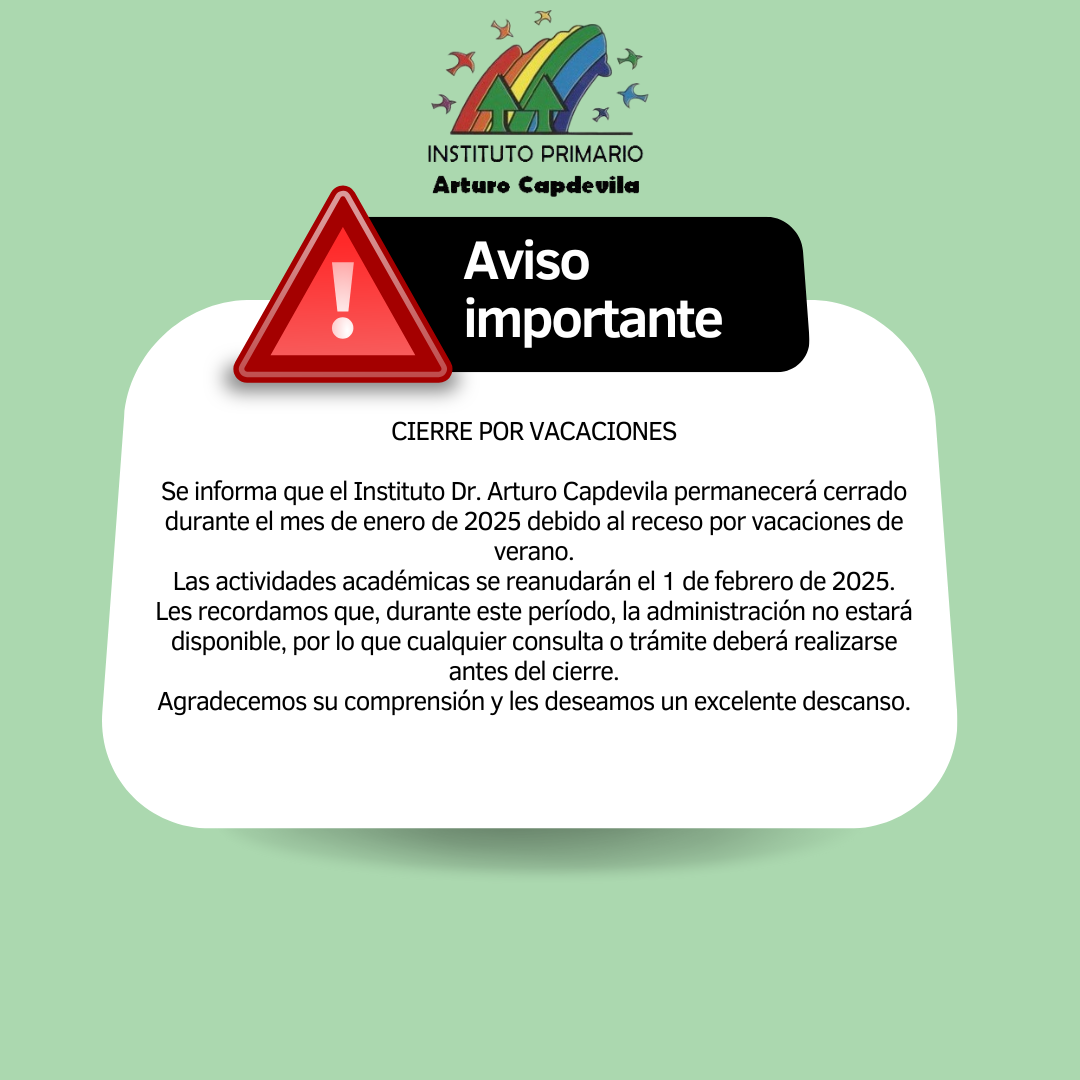 INSTITUTO PRIMARIO
Arturo Capdevila
Aviso
importante
CIERRE POR VACACIONES
Se informa que el Instituto Dr. Arturo Capdevila permanecerá cerrado
durante el mes de enero de 2025 debido al receso por vacaciones de
verano.
Las actividades académicas se reanudarán el 1 de febrero de 2025.
Les recordamos que, durante este período, la administración no estará
disponible, por lo que cualquier consulta o trámite deberá realizarse
antes del cierre.
Agradecemos su comprensión y les deseamos un excelente descanso.